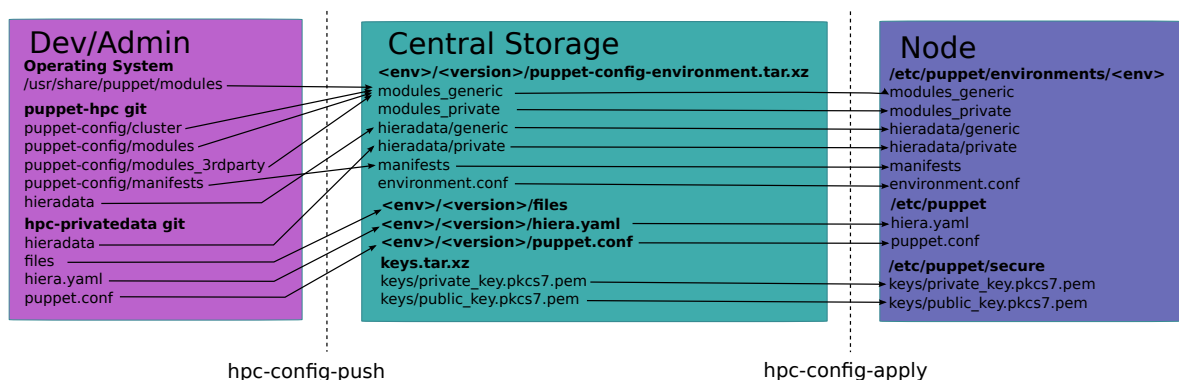 Dev/Admin
Operating System
/usr/share/puppet/modules
puppet-hpc git
puppet-config/cluster
puppet-config/modules
puppet-config/modules_3rdparty
puppet-config/manifests
hieradata
hpc-privatedata git
hieradata
files
hiera.yaml
puppet.conf
Central Storage
<env>/<version>/puppet-config-environment.tar.xz
modules_generic
modules_private
hieradata/generic
hieradata/private
manifests
environment.conf
<env>/<version>/files
<env>/<version>/hiera.yaml
<env>/<version>/puppet.conf
keys.tar.xz
keys/private_key.pkcs7.pem
keys/public_key.pkcs7.pem
Node
/etc/puppet/environments/<env>
modules_generic
modules_private
hieradata/generic
hieradata/private
manifests
environment.conf
/etc/puppet
hiera.yaml
puppet.conf
/etc/puppet/secure
keys/private_key.pkcs7.pem
keys/public_key.pkcs7.pem
hpc-config-push
hpc-config-apply